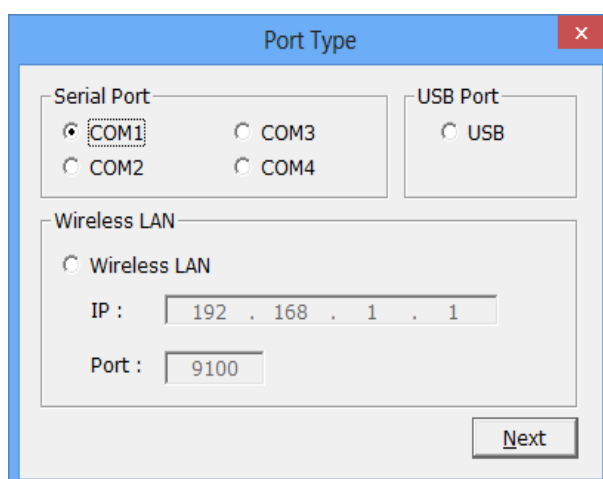 Port Type
Serial Port
COM1 COM3
COM2 COM4
USB Port
USB
Wireless LAN
Wireless LAN
IP : 192 . 168 . 1 . 1
Port : 9100
Next